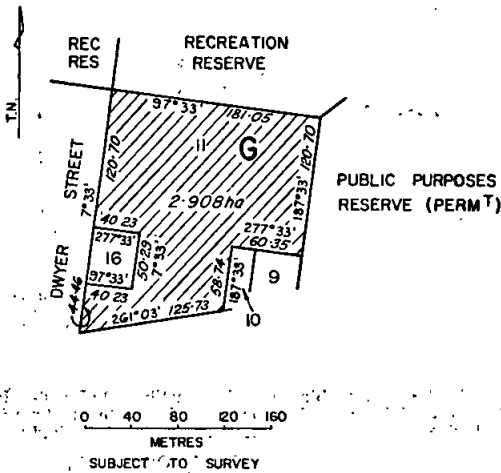 REC
RES
RECREATION
RESERVE
T.N.
97°33'
181·05
11
G
120·70
7°33'
STREET
DWYER
120·70
187°33'
2·908ha
PUBLIC PURPOSES
RESERVE (PERMᵀ)
40·23
277°33'
16
50·29
7°33'
97°33'
40·23
44·46
277°33'
60·35
58·74
187°33'
9
10
261°03'
125·73
0 40 80 120 160
METRES
SUBJECT TO SURVEY